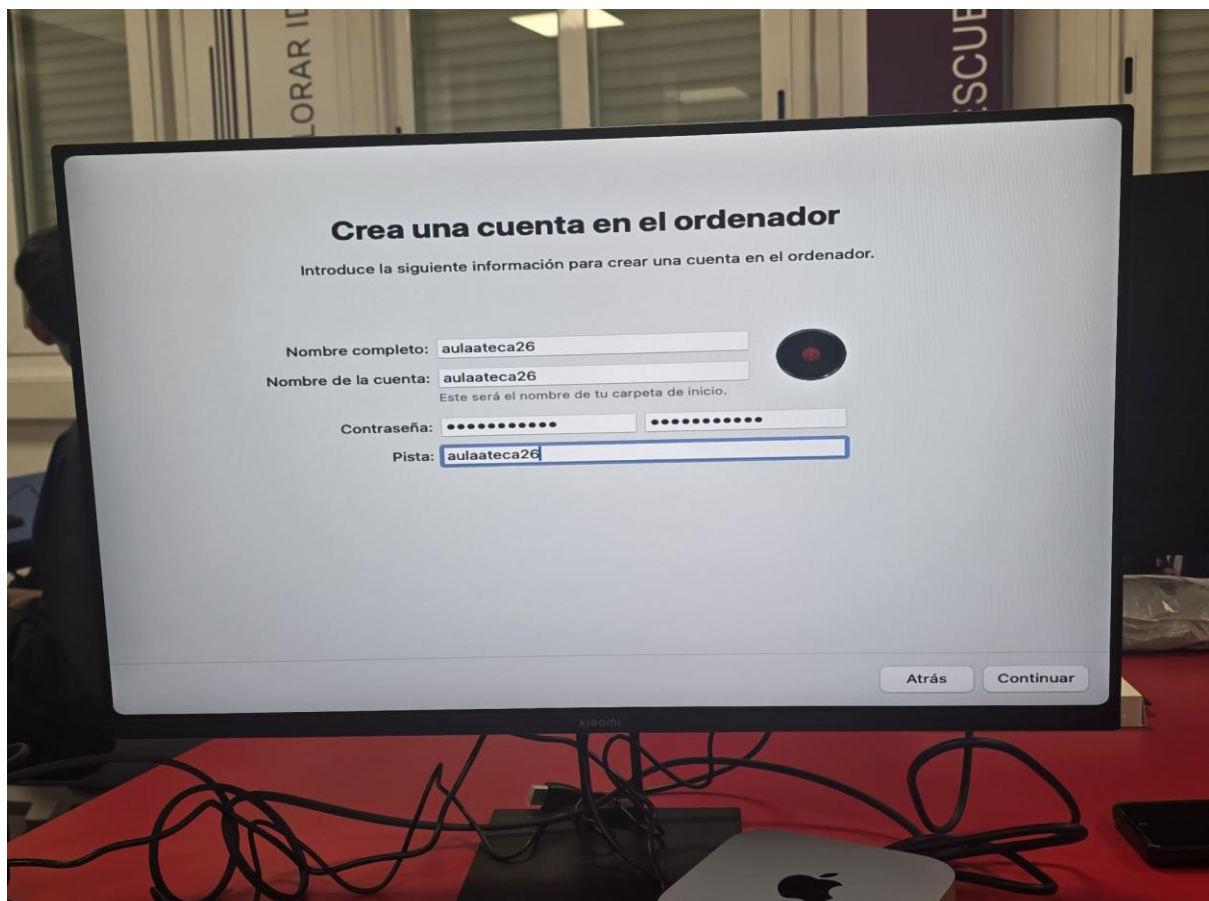 LORAR ID
ESCUE
Crea una cuenta en el ordenador
Introduce la siguiente información para crear una cuenta en el ordenador.
Nombre completo: aulaateca26
Nombre de la cuenta: aulaateca26
Este será el nombre de tu carpeta de inicio.
Contraseña: ••••••••••• •••••••••••
Pista: aulaateca26
Atrás Continuar
xiaomi